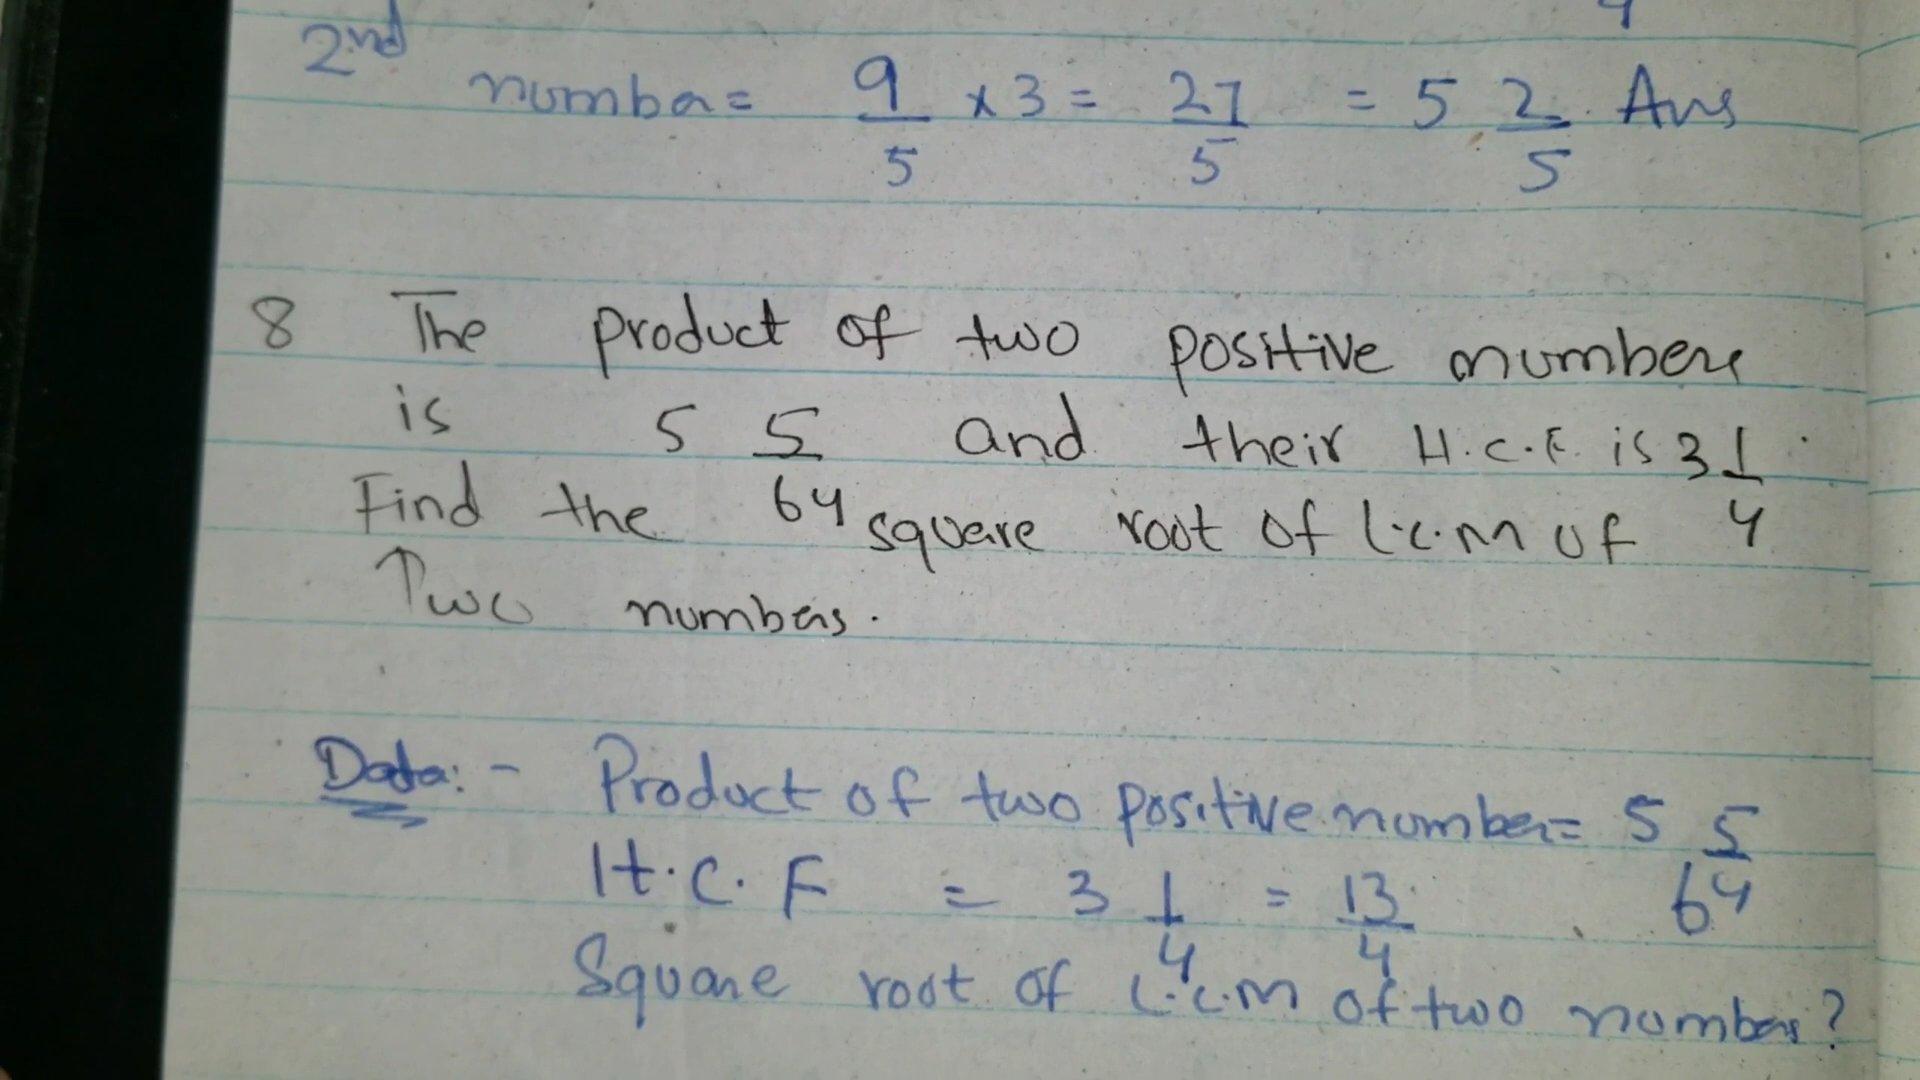 2nd number = 9/5 x 3 = 27/5 = 5 2/5 Ans
8 The product of two positive numbers
is 5 5/64 and their H.C.F. is 3 1/4.
Find the square root of L.C.M of
Two numbers.
Data:- Product of two positive number = 5 5/64
H.C.F = 3 1/4 = 13/4
Square root of L.C.M of two numbers?